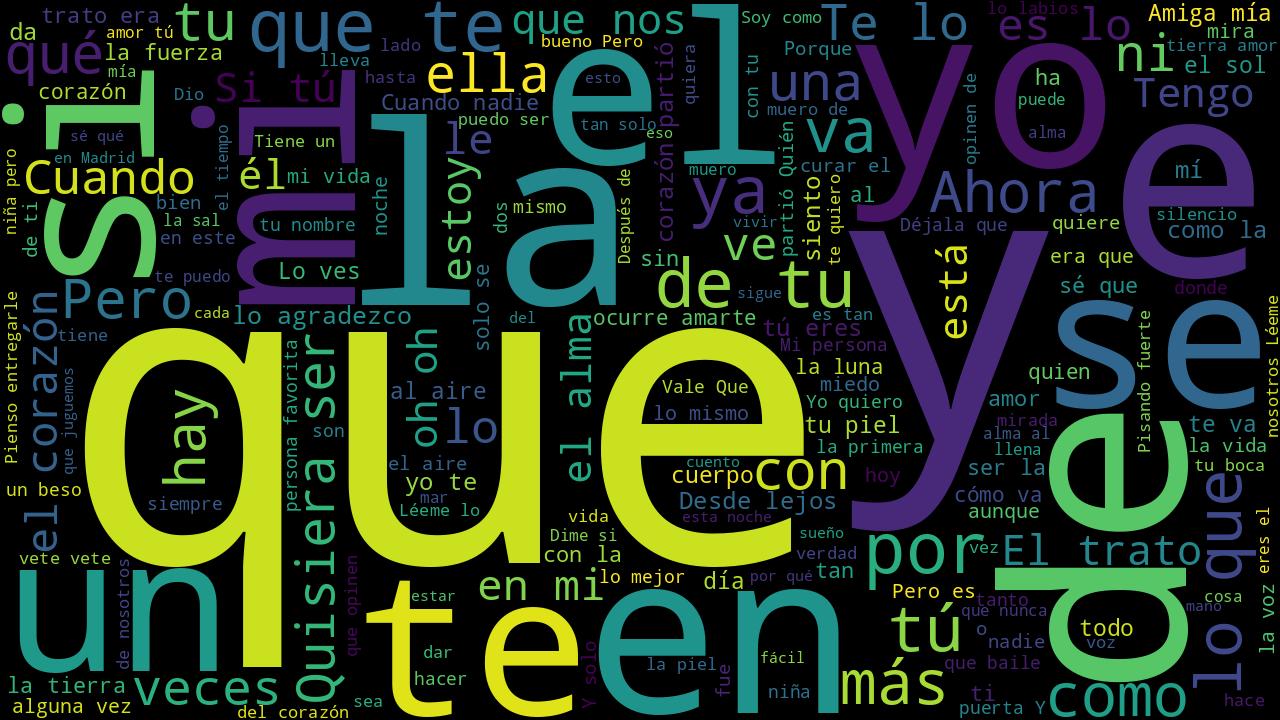 trato era
tu
que te
que nos
Soy como
Te lo
es lo
lo labios
Amiga mía
da
amor tú
qué
la fuerza
lleva
lado
bueno Pero
ella
el
Porque
yo
ni
mira
tierra amor
el sol
mía
corazón
Dio
Si tú
hasta
esto
quiera
con tu
una
ha
puede
Tengo
si
mi
Cuando nadie
la
puedo ser
tan solo
corazón partió
muero de
va
opinen de
alma
e
sé qué
en Madrid
el tiempo
Tiene un
le
eso
partió Quién
curar el
niña pero
Cuando
él
mi vida
noche
estoy
muero
ya
siento
te quiero
al
Ahora
mí
bien
la sal
en este
tu nombre
dos
mismo
Después de
vivir
Déjala que
quiere
silencio
como la
de ti
te puedo
Lo ves
sin
ve
y
está
era que
Pero
cada
lo agradezco
solo se
del
de
sigue
tu
sé que
donde
el corazón
tiene
que
persona favorita
Quisiera ser
oh oh
el alma
ocurre amarte
tú eres
es tan
Mi persona
se
Pisando fuerte
nosotros Léeme
Pienso entregarle
que juguemos
hay
al aire
son
lo
Vale Que
lo mismo
la luna
miedo
Yo quiero
tu piel
la primera
quien
amor
mirada
alma al
llena
de
te va
la vida
tu boca
un beso
siempre
el aire
yo te
mar
Léeme lo
cuento
cuerpo
con
hoy
ser la
Desde lejos
esta noche
cómo va
aunque
lo que
vida
Dime si
con la
sueño
verdad
por
vez
El trato
eres el
vete vete
un
de nosotros
que opinen
te
en mi
lo mejor
día
por qué
tan
Pero es
tanto
que nunca
mano
cosa
estar
en
tú
o
nadie
todo
voz
la voz
dar
hacer
Y solo
la piel
fue
fácil
niña
más
que baile
ti
puerta Y
como
hace
la tierra
alguna vez
veces
del corazón
sea